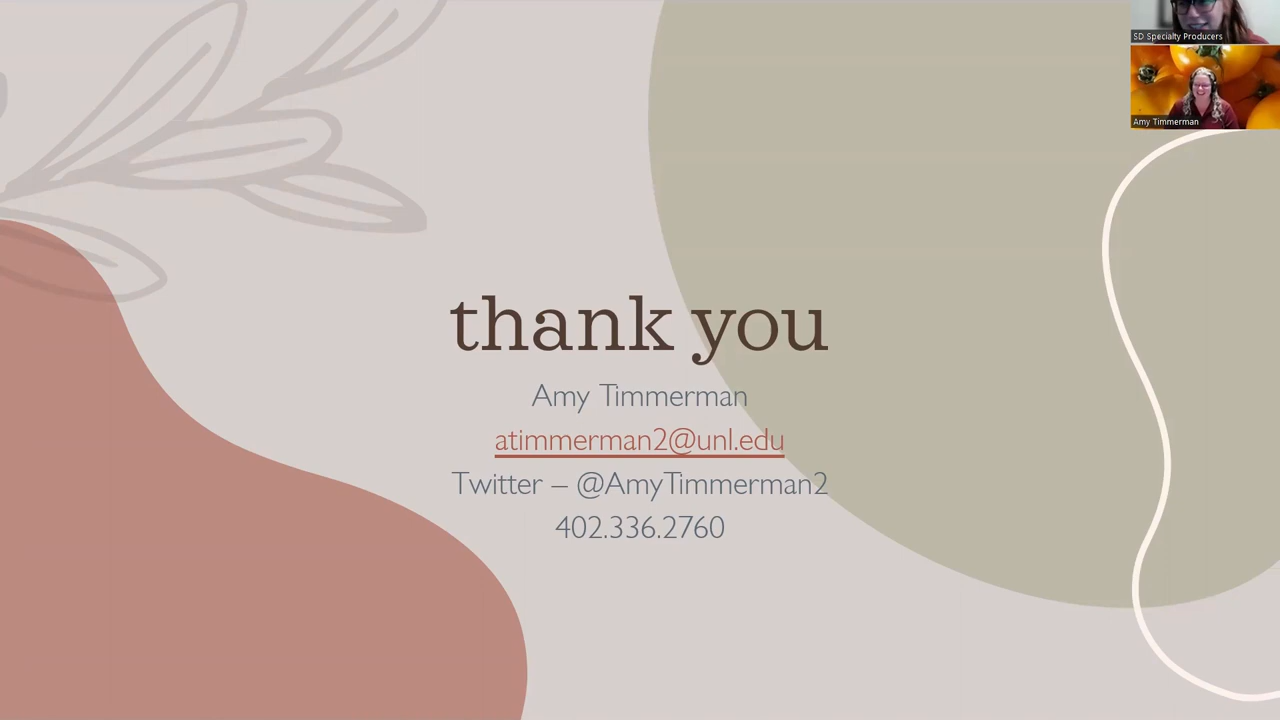 SD Specialty Producers
Amy Timmerman
thank you
Amy Timmerman
atimmerman2@unl.edu
Twitter – @AmyTimmerman2
402.336.2760